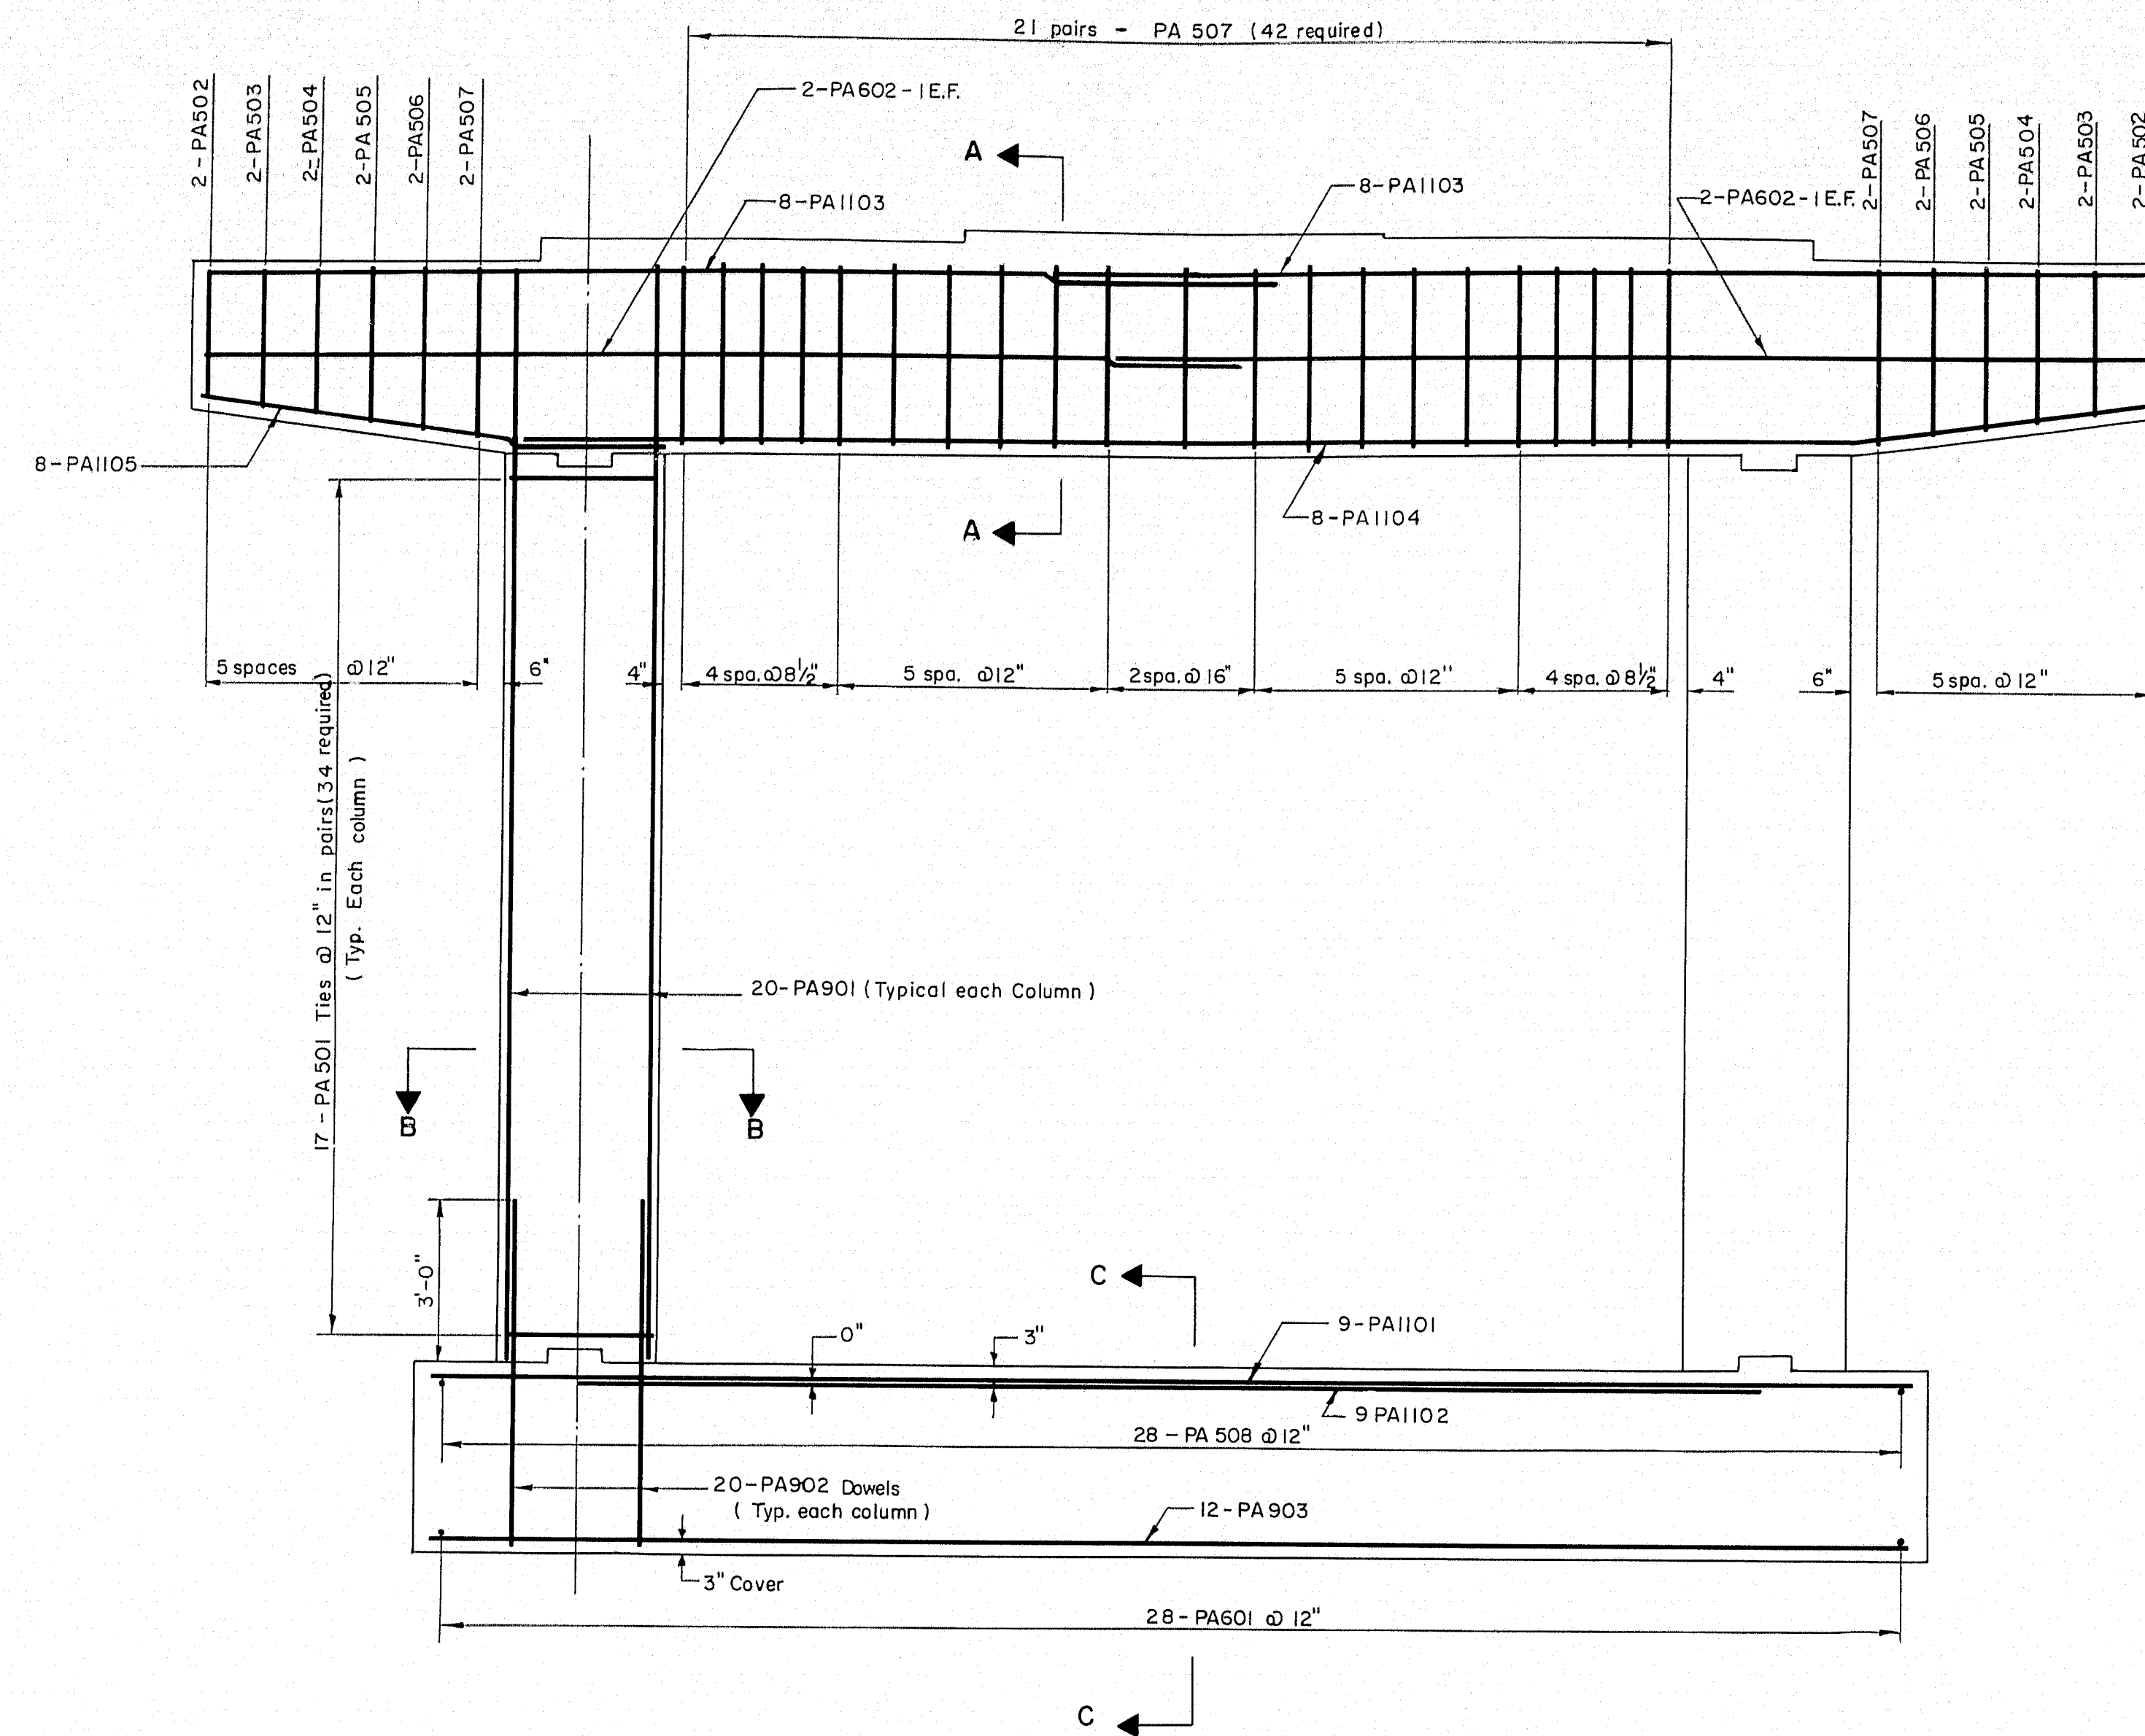 21 pairs - PA 507 (42 required)
2-PA602-1E.F.
2-PA502
2-PA503
2-PA504
2-PA505
2-PA506
2-PA507
A
8-PA1103
8-PA1103
2-PA602-1E.F.
2-PA507
2-PA506
2-PA505
2-PA504
2-PA503
2-PA502
8-PA1105
A
8-PA1104
5 spaces @ 12"
6"
4"
4 spa. @ 8½"
5 spa. @ 12"
2 spa. @ 16"
5 spa. @ 12"
4 spa. @ 8½"
4"
6"
5 spa. @ 12"
17-PA501 Ties @ 12" in pairs (34 required)
( Typ. Each column )
20-PA901 (Typical each Column)
B
B
3'-0"
C
0"
3"
9-PA1101
9 PA1102
28-PA 508 @ 12"
20-PA902 Dowels
( Typ. each column )
12-PA903
3" Cover
28-PA601 @ 12"
C